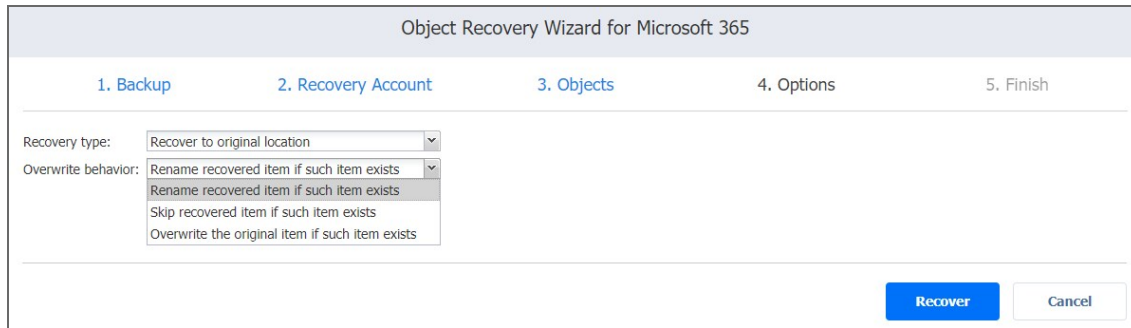 Object Recovery Wizard for Microsoft 365
1. Backup 2. Recovery Account 3. Objects 4. Options 5. Finish
Recovery type: Recover to original location
Overwrite behavior: Rename recovered item if such item exists
Rename recovered item if such item exists
Skip recovered item if such item exists
Overwrite the original item if such item exists
Recover Cancel